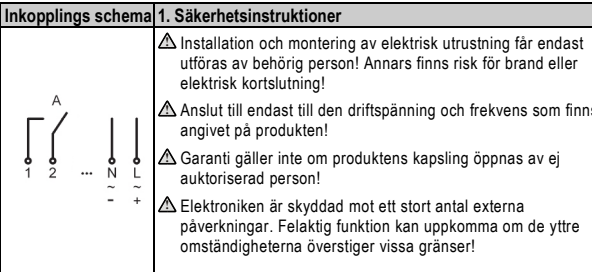 Inkopplings schema
1. Säkerhetsinstruktioner
A
1 2 ... N L
~ ~
- +
⚠ Installation och montering av elektrisk utrustning får endast
utföras av behörig person! Annars finns risk för brand eller
elektrisk kortslutning!
⚠ Anslut till endast till den driftspänning och frekvens som finns
angivet på produkten!
⚠ Garanti gäller inte om produktens kapsling öppnas av ej
auktoriserad person!
⚠ Elektroniken är skyddad mot ett stort antal externa
påverkningar. Felaktig funktion kan uppkomma om de yttre
omständigheterna överstiger vissa gränser!